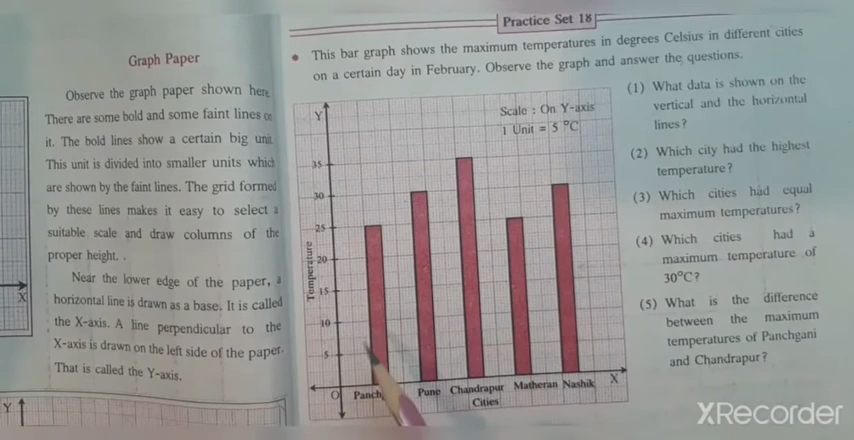 Practice Set 18
Graph Paper
Observe the graph paper shown here.
There are some bold and some faint lines on
it. The bold lines show a certain big unit.
This unit is divided into smaller units which
are shown by the faint lines. The grid formed
by these lines makes it easy to select a
suitable scale and draw columns of the
proper height. .
Near the lower edge of the paper, a
horizontal line is drawn as a base. It is called
the X-axis. A line perpendicular to the
X-axis is drawn on the left side of the paper.
That is called the Y-axis.
X
Y
• This bar graph shows the maximum temperatures in degrees Celsius in different cities
on a certain day in February. Observe the graph and answer the questions.
Y
Scale : On Y-axis
1 Unit = 5 °C
35
30
25
20
15
10
5
Temperature
O
Panch
Pune
Chandrapur
Matheran
Nashik
X
Cities
(1) What data is shown on the
vertical and the horizontal
lines?
(2) Which city had the highest
temperature?
(3) Which cities had equal
maximum temperatures?
(4) Which cities had a
maximum temperature of
30°C?
(5) What is the difference
between the maximum
temperatures of Panchgani
and Chandrapur?
XRecorder